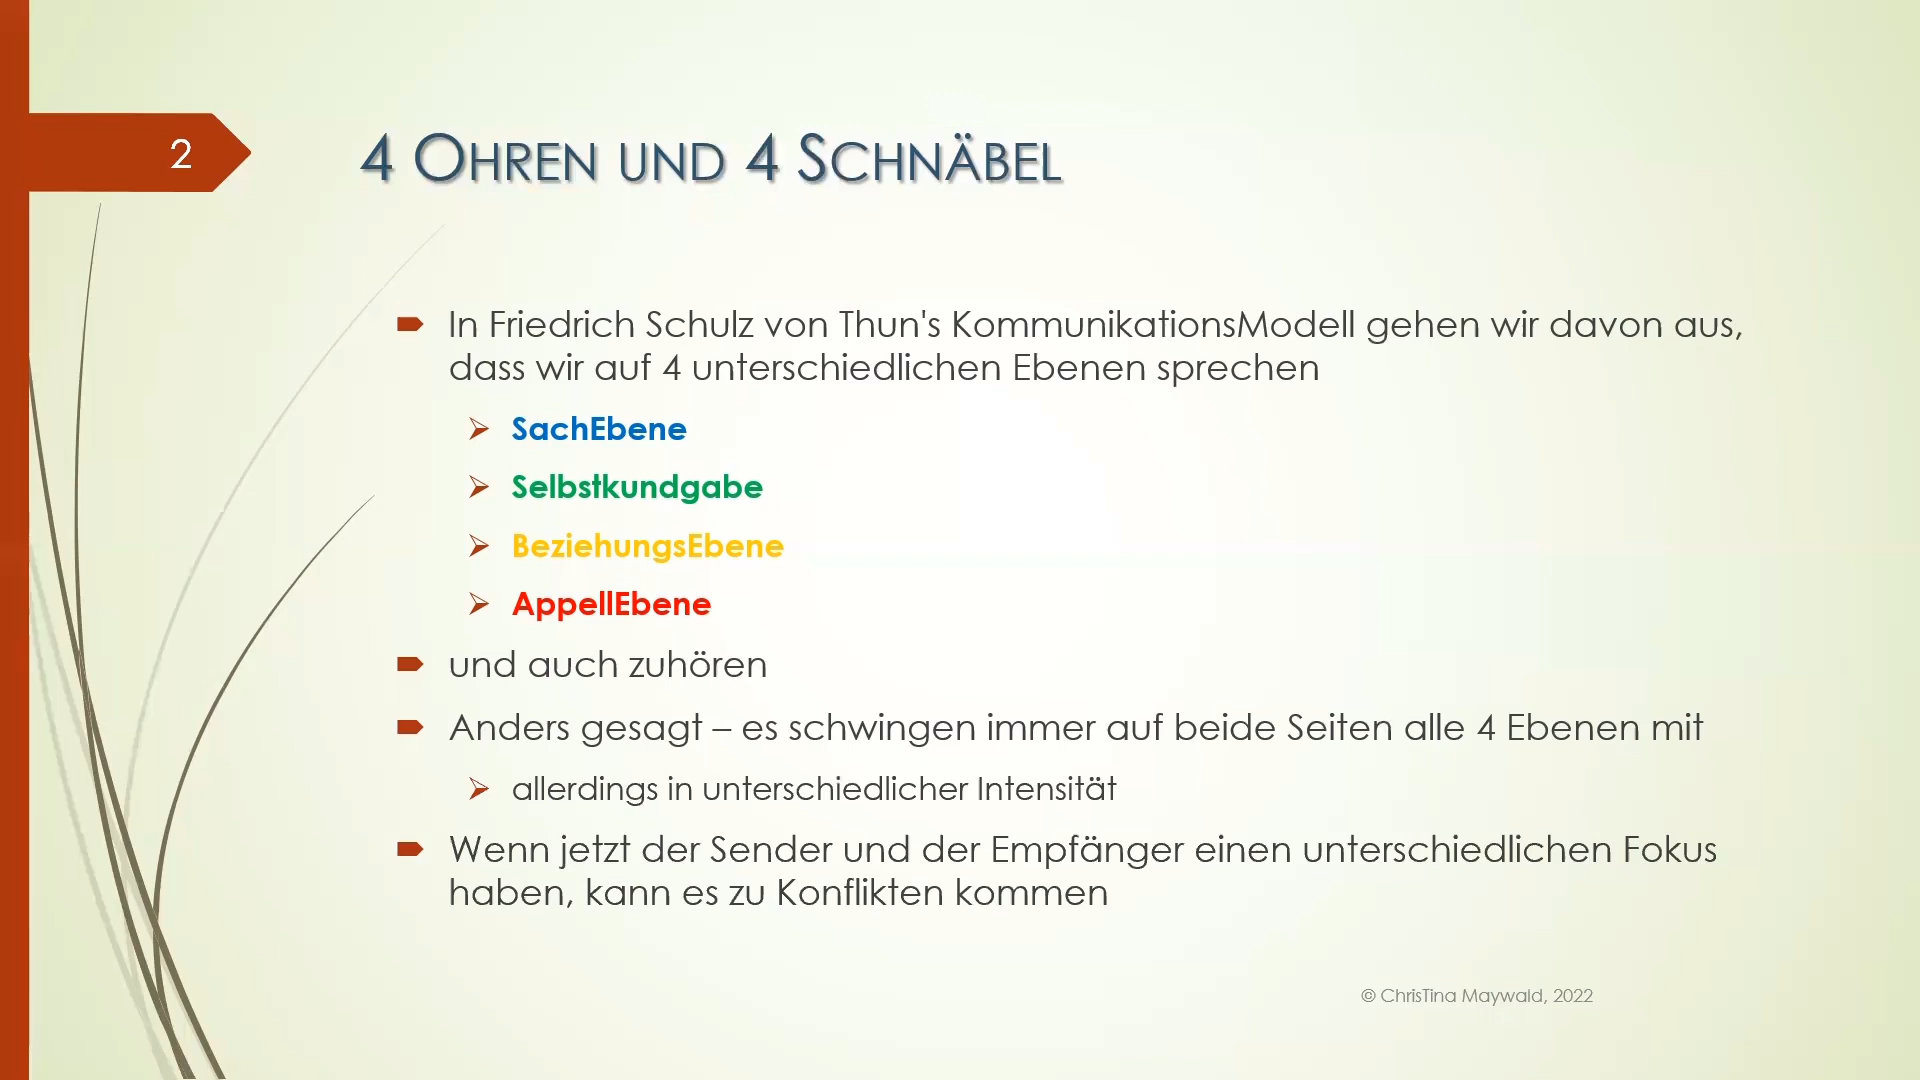 2
4 Ohren und 4 Schnäbel
In Friedrich Schulz von Thun's KommunikationsModell gehen wir davon aus,
dass wir auf 4 unterschiedlichen Ebenen sprechen
SachEbene
Selbstkundgabe
BeziehungsEbene
AppellEbene
und auch zuhören
Anders gesagt – es schwingen immer auf beide Seiten alle 4 Ebenen mit
allerdings in unterschiedlicher Intensität
Wenn jetzt der Sender und der Empfänger einen unterschiedlichen Fokus
haben, kann es zu Konflikten kommen
© ChrisTina Maywald, 2022